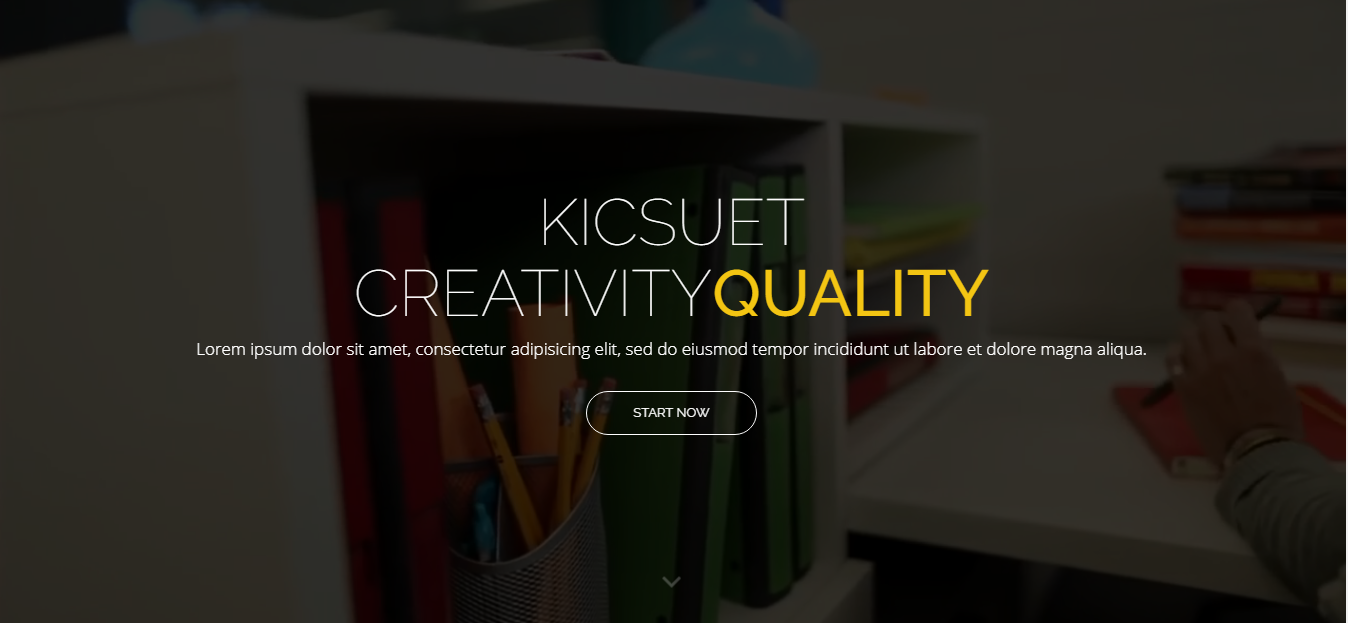 KICSUET
CREATIVITYQUALITY
Lorem ipsum dolor sit amet, consectetur adipisicing elit, sed do eiusmod tempor incididunt ut labore et dolore magna aliqua.
START NOW